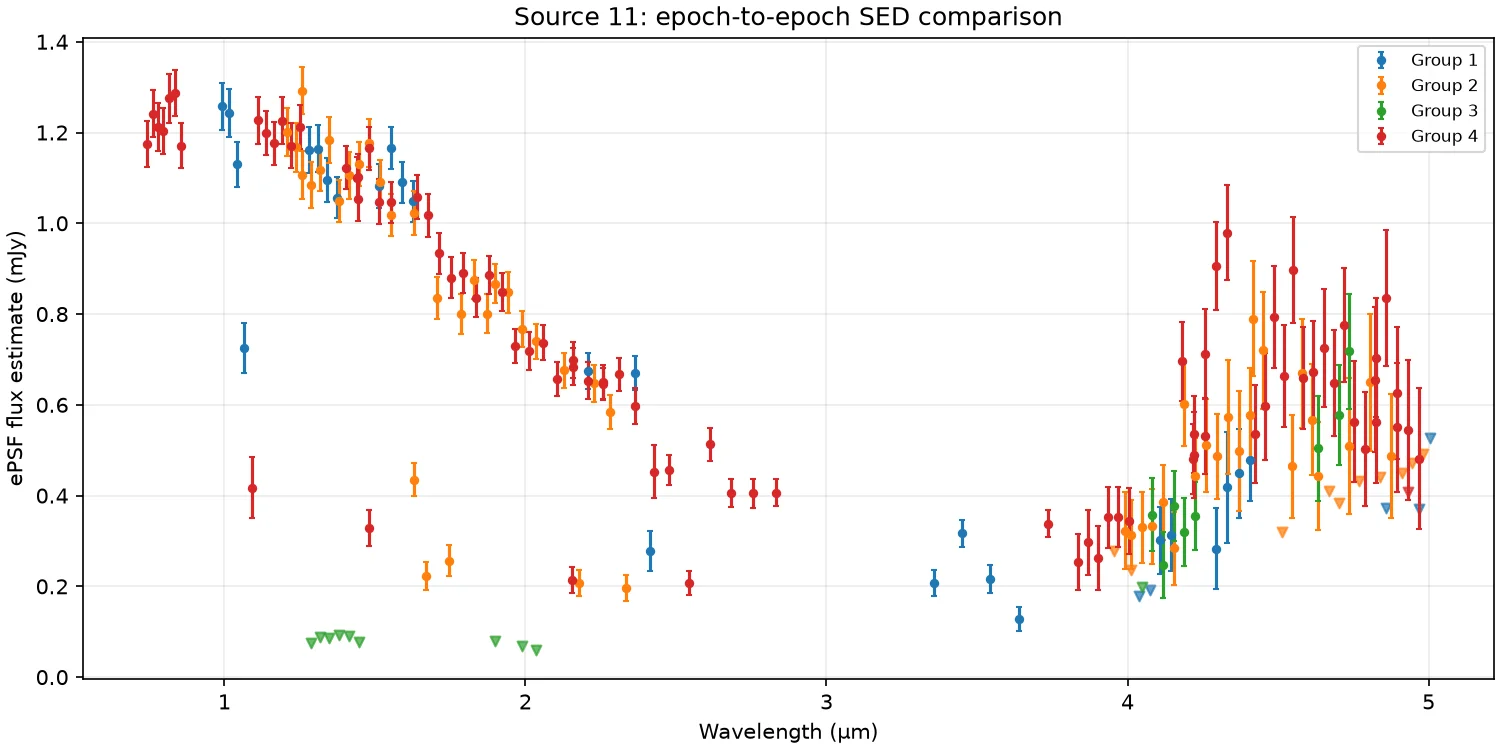 Source 11: epoch-to-epoch SED comparison
ePSF flux estimate (mJy)
1.4
1.2
1.0
0.8
0.6
0.4
0.2
0.0
Group 1
Group 2
Group 3
Group 4
1 2 3 4 5
Wavelength (μm)